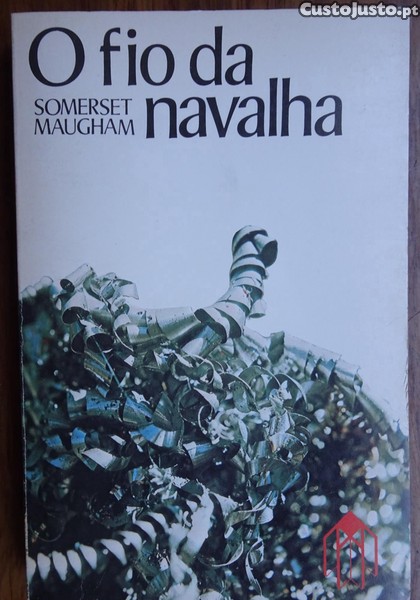 Custojusto.pt
O fio da
navalha
SOMERSET
MAUGHAM